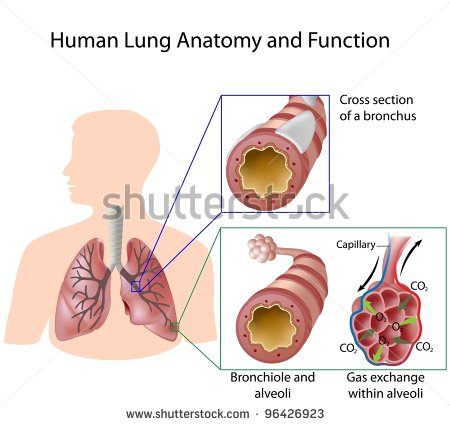 Human Lung Anatomy and Function
Cross section
of a bronchus
shutterstock
Capillary
CO2
O2
O2
O2
CO2
CO2
Bronchiole and
alveoli
Gas exchange
within alveoli
www.shutterstock.com · 96426923